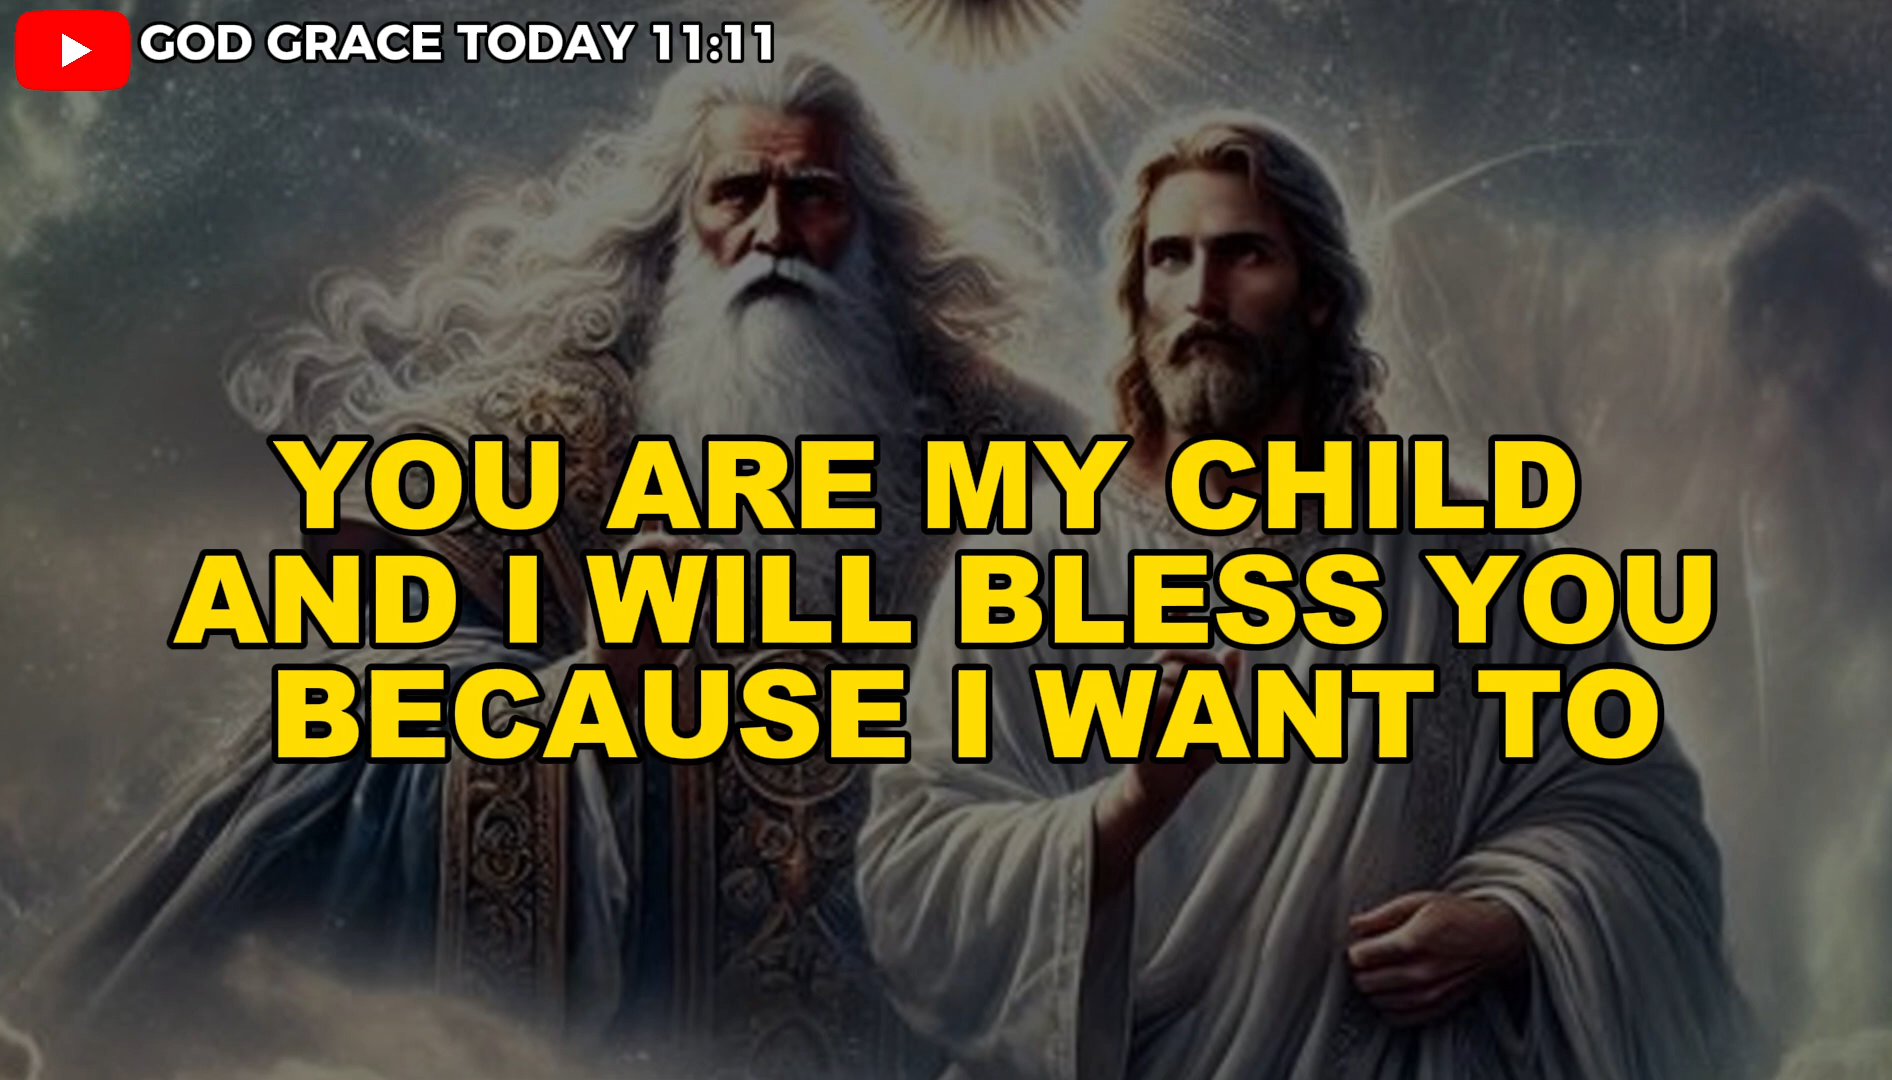 GOD GRACE TODAY 11:11
YOU ARE MY CHILD
AND I WILL BLESS YOU
BECAUSE I WANT TO